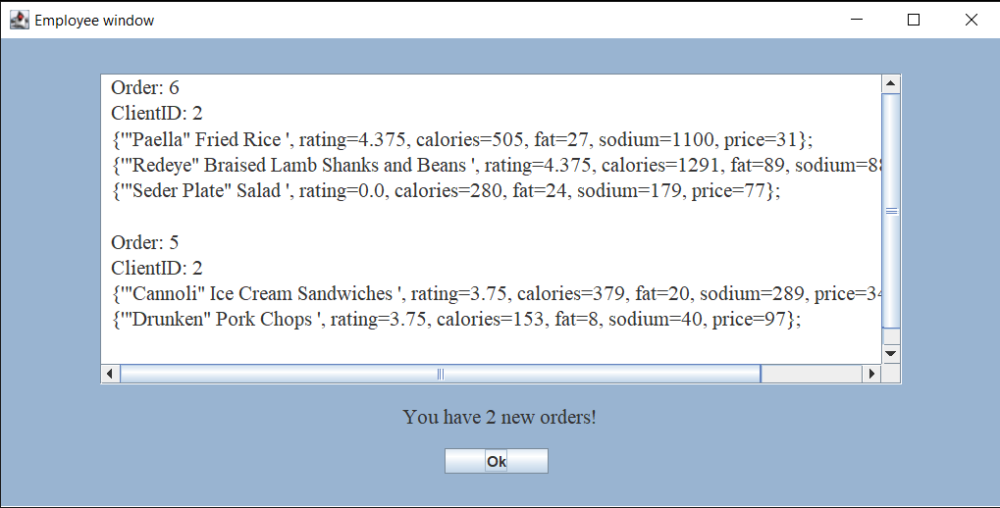 Employee window
Order: 6
ClientID: 2
{'"Paella" Fried Rice ', rating=4.375, calories=505, fat=27, sodium=1100, price=31};
{'"Redeye" Braised Lamb Shanks and Beans ', rating=4.375, calories=1291, fat=89, sodium=88
{'"Seder Plate" Salad ', rating=0.0, calories=280, fat=24, sodium=179, price=77};
Order: 5
ClientID: 2
{'"Cannoli" Ice Cream Sandwiches ', rating=3.75, calories=379, fat=20, sodium=289, price=34
{'"Drunken" Pork Chops ', rating=3.75, calories=153, fat=8, sodium=40, price=97};
You have 2 new orders!
Ok